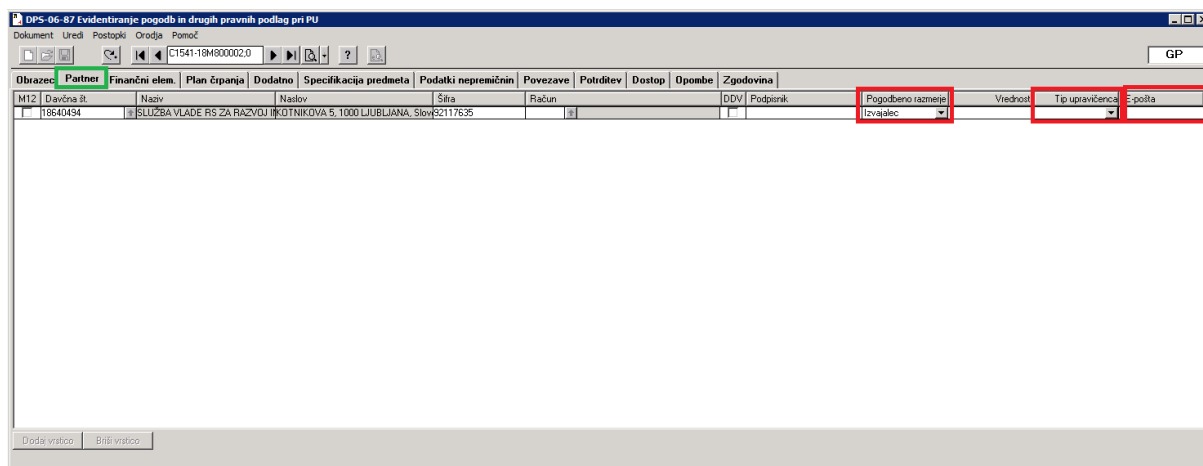 DPS-06-87 Evidentiranje pogodb in drugih pravnih podlag pri PU
Dokument Uredi Postopki Orodja Pomoč
C1541-18M800002;0 ? GP
Obrazec Partner Finančni elem. Plan črpanja Dodatno Specifikacija predmeta Podatki nepremičnin Povezave Potrditev Dostop Opombe Zgodovina
M12 Davčna št. Naziv Naslov Šifra Račun DDV Podpisnik Pogodbeno razmerje Vrednost Tip upravičenca E-pošta
18640494 SLUŽBA VLADE RS ZA RAZVOJ I KOTNIKOVA 5, 1000 LJUBLJANA, Slov 92117635 Izvajalec
Dodaj vrstico Briši vrstico